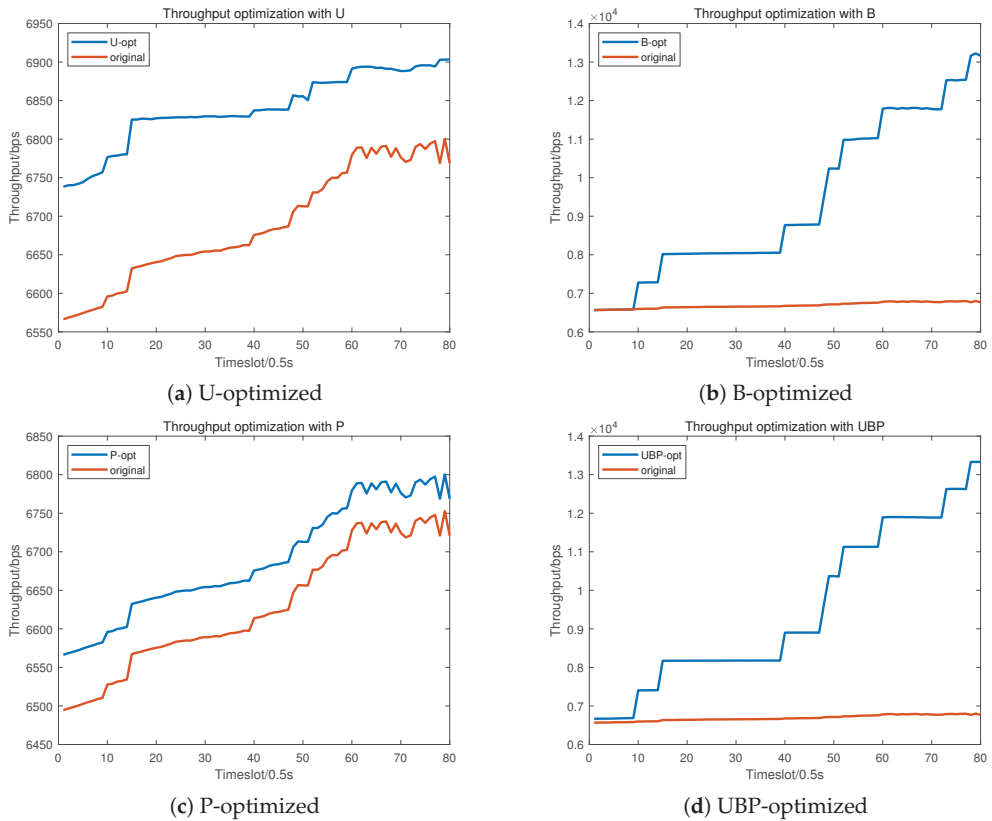 Throughput optimization with U
6950
6900
6850
6800
6750
6700
6650
6600
6550
Throughput/bps
U-opt
original
0 10 20 30 40 50 60 70 80
Timeslot/0.5s
(a) U-optimized
Throughput optimization with B
×10⁴
1.4
1.3
1.2
1.1
1
0.9
0.8
0.7
0.6
Throughput/bps
B-opt
original
0 10 20 30 40 50 60 70 80
Timeslot/0.5s
(b) B-optimized
Throughput optimization with P
6850
6800
6750
6700
6650
6600
6550
6500
6450
Throughput/bps
P-opt
original
0 10 20 30 40 50 60 70 80
Timeslot/0.5s
(c) P-optimized
Throughput optimization with UBP
×10⁴
1.4
1.3
1.2
1.1
1
0.9
0.8
0.7
0.6
Throughput/bps
UBP-opt
original
0 10 20 30 40 50 60 70 80
Timeslot/0.5s
(d) UBP-optimized